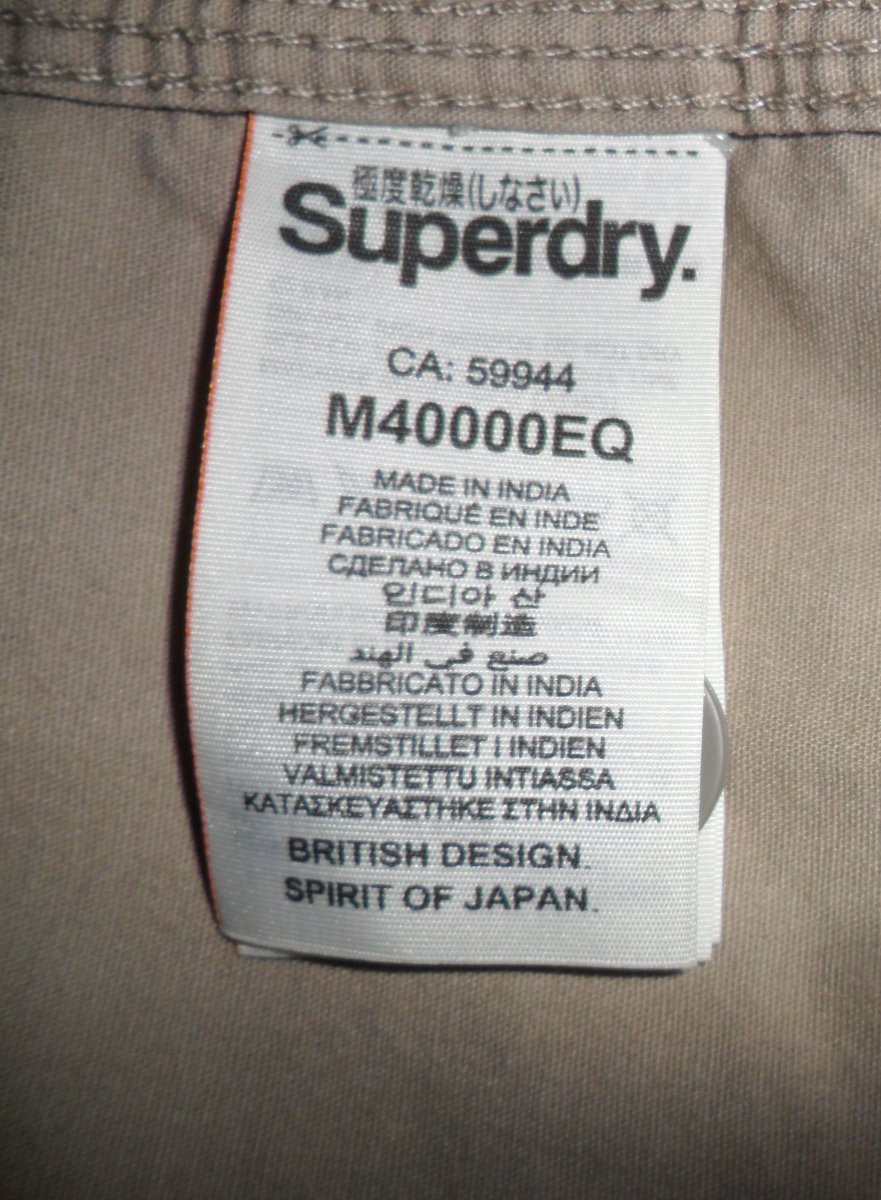 極度乾燥(しなさい)
Superdry.
CA: 59944
M40000EQ
MADE IN INDIA
FABRIQUÉ EN INDE
FABRICADO EN INDIA
СДЕЛАНО В ИНДИИ
인디아 산
印度制造
صنع في الهند
FABBRICATO IN INDIA
HERGESTELLT IN INDIEN
FREMSTILLET I INDIEN
VALMISTETTU INTIASSA
ΚΑΤΑΣΚΕΥΑΣΤΗΚΕ ΣΤΗΝ ΙΝΔΙΑ
BRITISH DESIGN.
SPIRIT OF JAPAN.